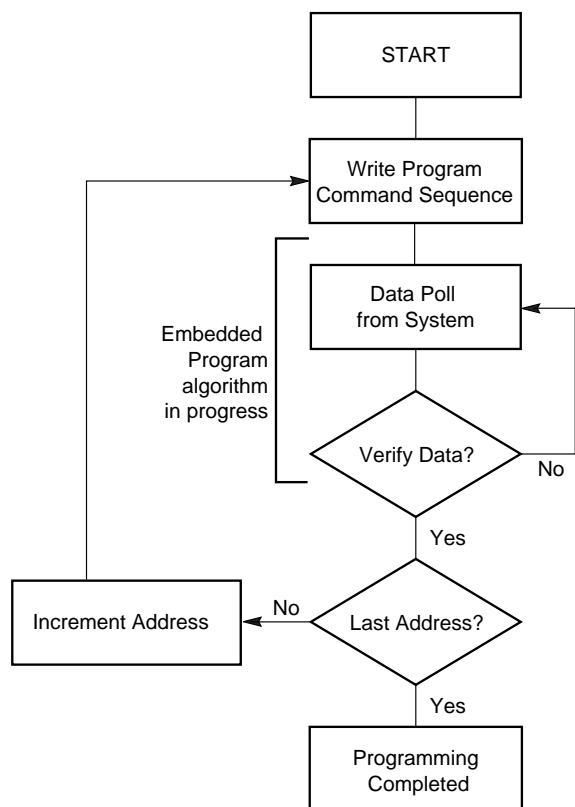 START
Write Program
Command Sequence
Data Poll
from System
Embedded
Program
algorithm
in progress
Verify Data?
No
Yes
Increment Address
No
Last Address?
Yes
Programming
Completed